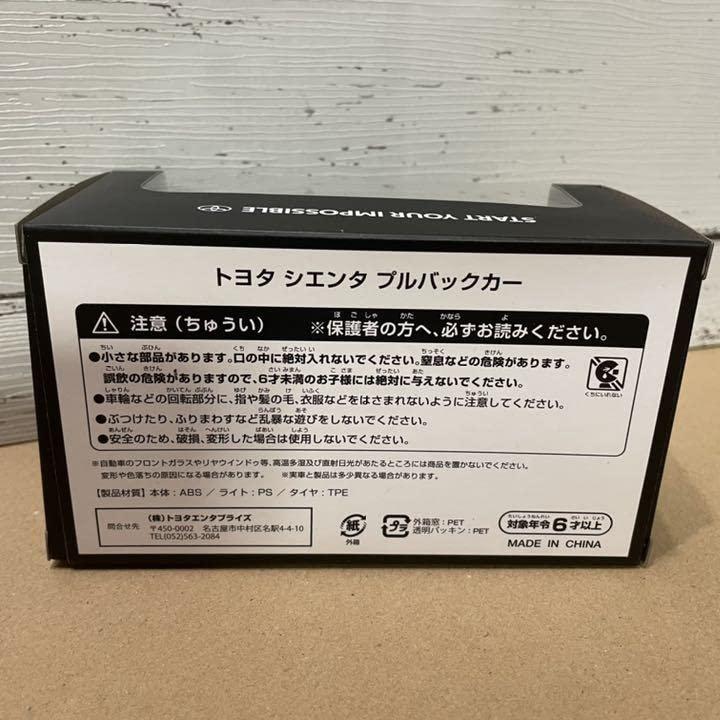 START YOUR IMPOSSIBLE
トヨタ シエンタ プルバックカー
注意（ちゅうい） ※保護者の方へ、必ずお読みください。
●小さな部品があります。口の中に絶対入れないでください。窒息などの危険があります。
誤飲の危険がありますので、6才未満のお子様には絶対に与えないでください。
●車輪などの回転部分に、指や髪の毛、衣服などをはさまれないように注意してください。
●ぶつけたり、ふりまわすなど乱暴な遊びをしないでください。
●安全のため、破損、変形した場合は使用しないでください。
くちにいれない
※自動車のフロントガラスやリヤウインドゥ等、高温多湿及び直射日光があたるところには商品を置かないでください。
変形や色落ちの原因になる場合があります。 ※実車と製品は多少異なる場合があります。
【製品材質】本体：ABS ／ ライト：PS ／ タイヤ：TPE
問合せ先
（株）トヨタエンタプライズ
〒450-0002 名古屋市中村区名駅4-4-10
TEL(052)563-2084
紙
外箱
プラ
外箱窓：PET
透明パッキン：PET
対象年令6才以上
MADE IN CHINA